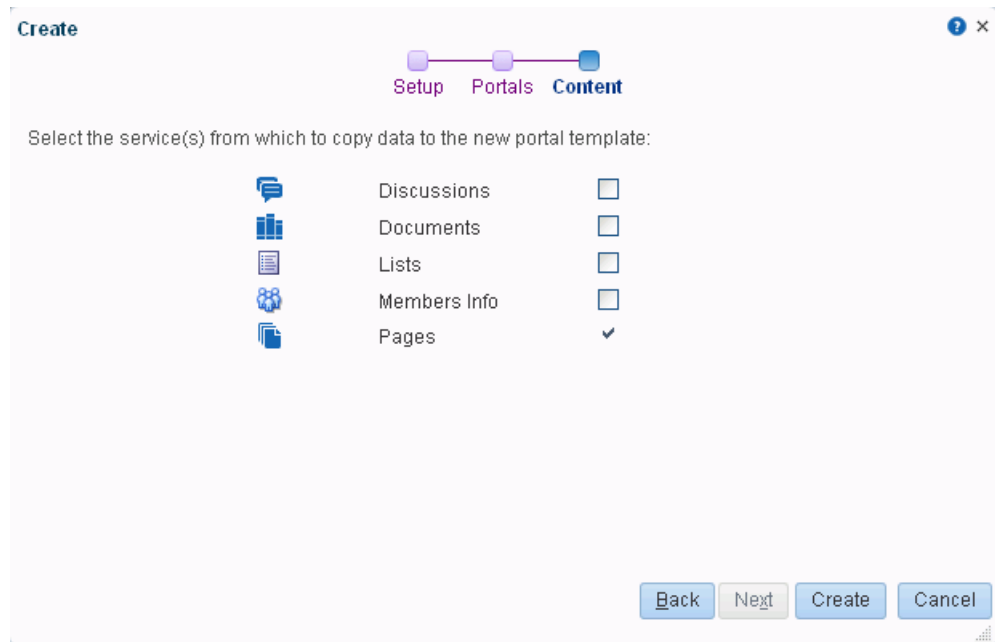 Create
Setup Portals Content
Select the service(s) from which to copy data to the new portal template:
Discussions
Documents
Lists
Members Info
Pages
Back Next Create Cancel